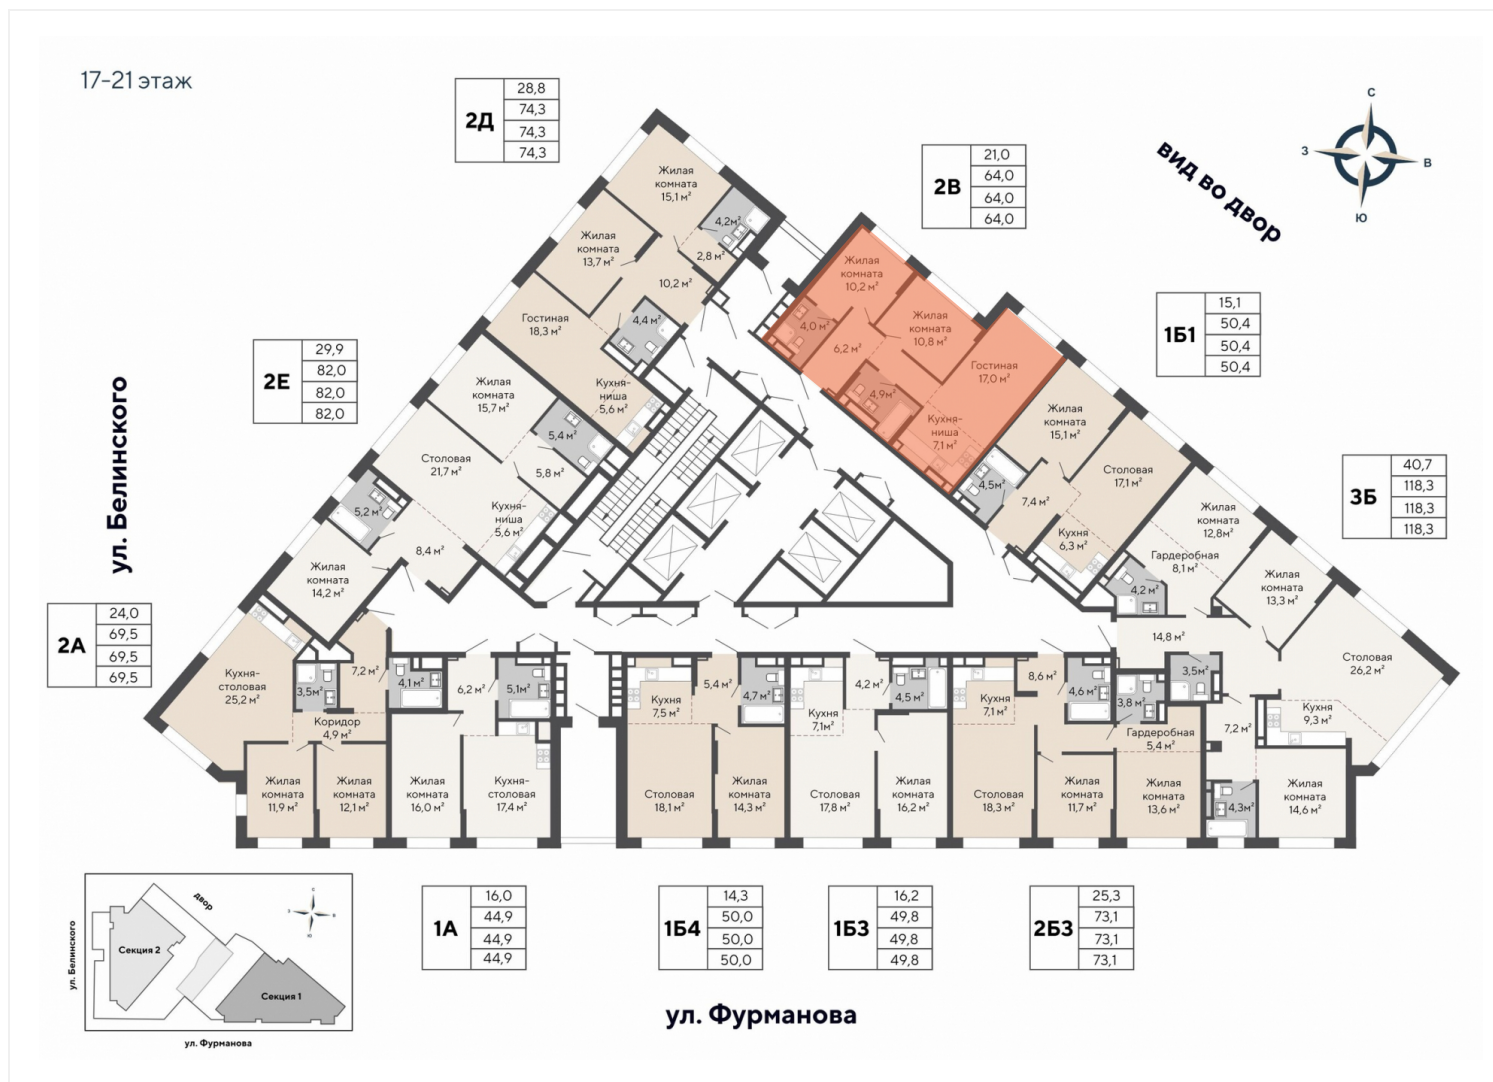 17-21 этаж
2Д
28,8
74,3
74,3
74,3
2В
21,0
64,0
64,0
64,0
вид во двор
С
З
В
Ю
1Б1
15,1
50,4
50,4
50,4
2Е
29,9
82,0
82,0
82,0
3Б
40,7
118,3
118,3
118,3
ул. Белинского
2А
24,0
69,5
69,5
69,5
Жилая
комната
15,1 м²
4,2м²
2,8 м²
Жилая
комната
13,7 м²
10,2 м²
Гостиная
18,3 м²
4,4 м²
Кухня-
ниша
5,6 м²
Жилая
комната
15,7 м²
5,4 м²
5,8 м²
Столовая
21,7 м²
Кухня-
ниша
5,6 м²
5,2 м²
8,4 м²
Жилая
комната
14,2 м²
Жилая
комната
10,2 м²
4,0 м²
6,2 м²
Жилая
комната
10,8 м²
Гостиная
17,0 м²
4,9м²
Кухня-
ниша
7,1 м²
Жилая
комната
15,1 м²
Столовая
17,1 м²
4,5м²
7,4 м²
Кухня
6,3 м²
Жилая
комната
12,8м²
Гардеробная
8,1 м²
4,2 м²
Жилая
комната
13,3 м²
14,8 м²
Столовая
26,2 м²
3,5м²
Кухня
9,3 м²
7,2 м²
4,3м²
Жилая
комната
14,6 м²
Кухня-
столовая
25,2 м²
3,5м²
7,2 м²
Коридор
4,9 м²
Жилая
комната
11,9 м²
Жилая
комната
12,1 м²
4,1 м²
6,2 м²
5,1м²
Жилая
комната
16,0 м²
Кухня-
столовая
17,4 м²
Кухня
7,5 м²
5,4 м²
4,7 м²
Столовая
18,1 м²
Жилая
комната
14,3 м²
Кухня
7,1м²
4,2 м²
4,5 м²
Столовая
17,8 м²
Жилая
комната
16,2 м²
Кухня
7,1 м²
8,6 м²
4,6 м²
Столовая
18,3 м²
Жилая
комната
11,7 м²
3,8 м²
Гардеробная
5,4 м²
Жилая
комната
13,6 м²
1А
16,0
44,9
44,9
44,9
1Б4
14,3
50,0
50,0
50,0
1Б3
16,2
49,8
49,8
49,8
2Б3
25,3
73,1
73,1
73,1
ул. Фурманова
двор
С
З
В
Ю
ул. Белинского
Секция 2
Секция 1
ул. Фурманова